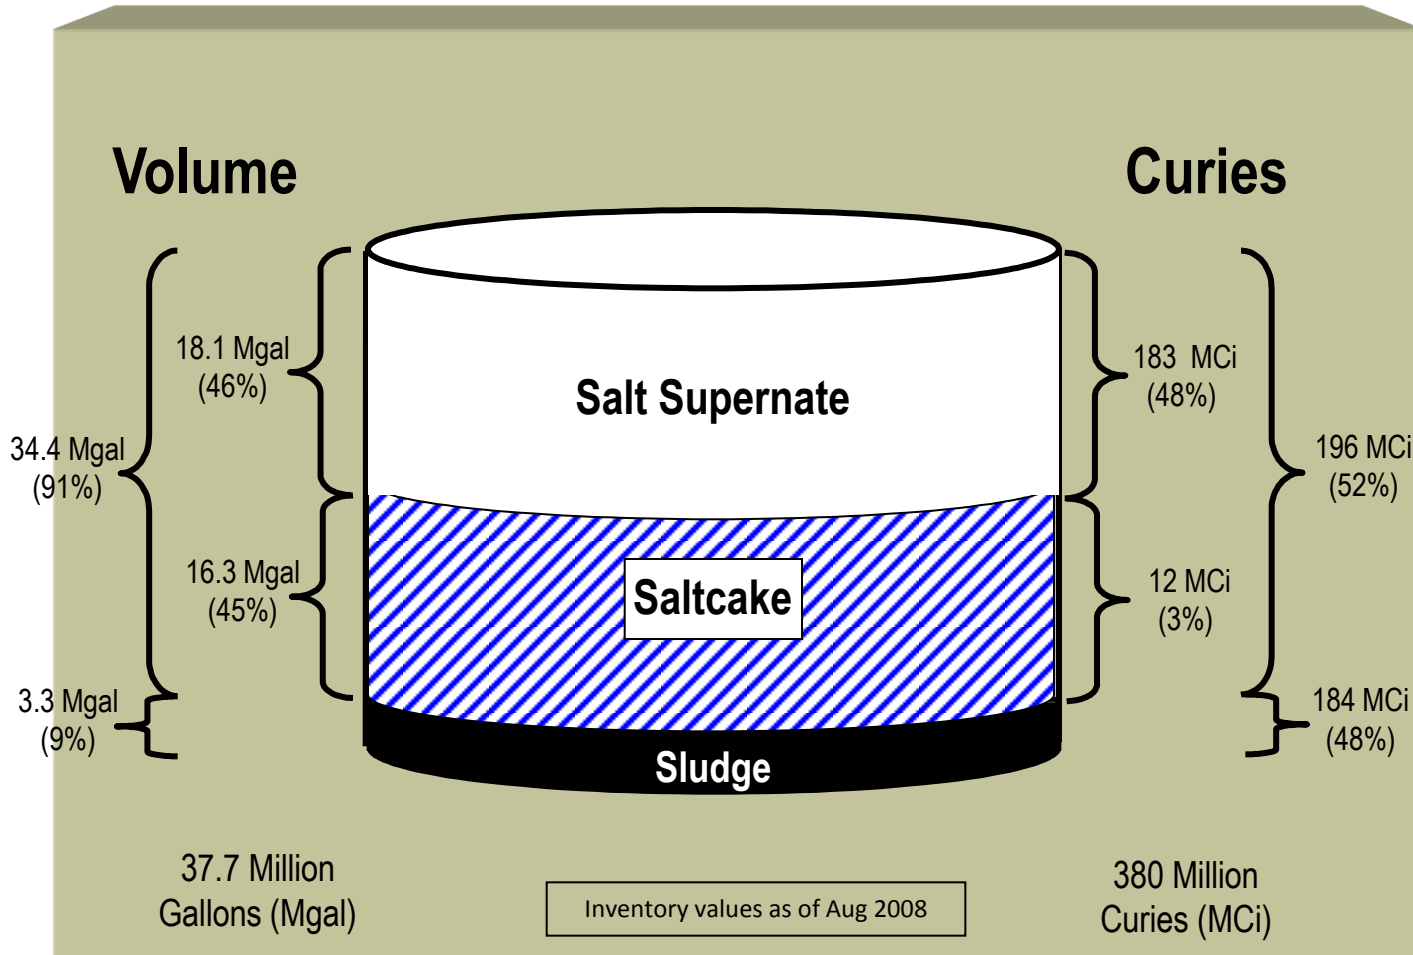 Volume
Curies
18.1 Mgal
(46%)
34.4 Mgal
(91%)
16.3 Mgal
(45%)
3.3 Mgal
(9%)
Salt Supernate
Saltcake
Sludge
183 MCi
(48%)
196 MCi
(52%)
12 MCi
(3%)
184 MCi
(48%)
37.7 Million
Gallons (Mgal)
Inventory values as of Aug 2008
380 Million
Curies (MCi)